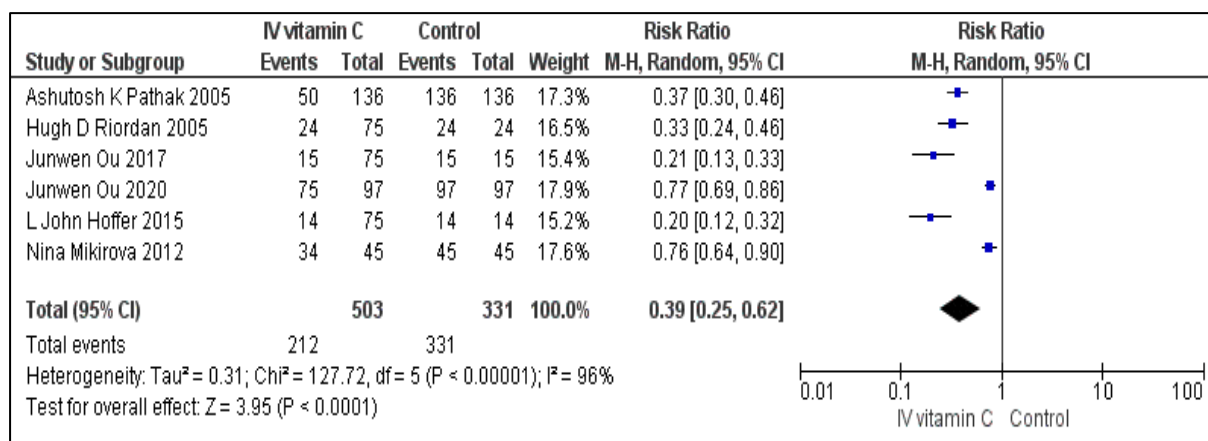 IV vitamin C Control Risk Ratio Risk Ratio
Study or Subgroup Events Total Events Total Weight M-H, Random, 95% CI M-H, Random, 95% CI
Ashutosh K Pathak 2005 50 136 136 136 17.3% 0.37 [0.30, 0.46]
Hugh D Riordan 2005 24 75 24 24 16.5% 0.33 [0.24, 0.46]
Junwen Ou 2017 15 75 15 15 15.4% 0.21 [0.13, 0.33]
Junwen Ou 2020 75 97 97 97 17.9% 0.77 [0.69, 0.86]
L John Hoffer 2015 14 75 14 14 15.2% 0.20 [0.12, 0.32]
Nina Mikirova 2012 34 45 45 45 17.6% 0.76 [0.64, 0.90]
Total (95% CI) 503 331 100.0% 0.39 [0.25, 0.62]
Total events 212 331
Heterogeneity: Tau² = 0.31; Chi² = 127.72, df = 5 (P < 0.00001); I² = 96%
Test for overall effect: Z = 3.95 (P < 0.0001)
0.01 0.1 1 10 100
IV vitamin C Control